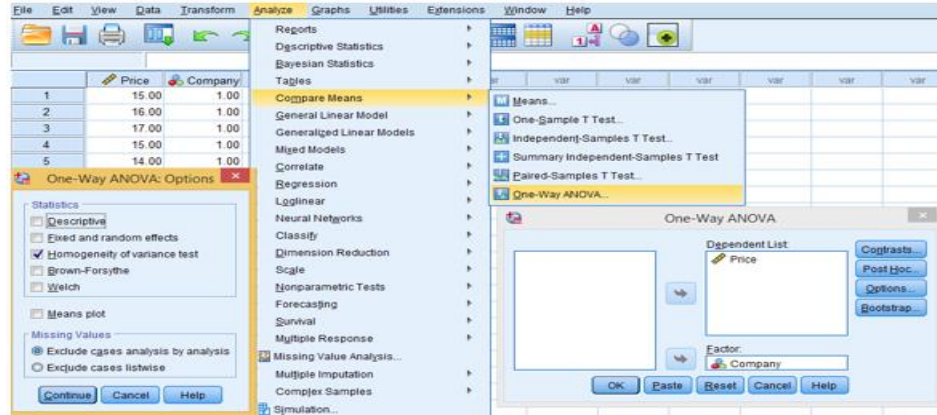 File Edit View Data Transform Analyze Graphs Utilities Extensions Window Help
Price Company
1 15.00 1.00
2 16.00 1.00
3 17.00 1.00
4 15.00 1.00
5 14.00 1.00
Reports
Descriptive Statistics
Bayesian Statistics
Tables
Compare Means
General Linear Model
Generalized Linear Models
Mixed Models
Correlate
Regression
Loglinear
Neural Networks
Classify
Dimension Reduction
Scale
Nonparametric Tests
Forecasting
Survival
Multiple Response
Missing Value Analysis...
Multiple Imputation
Complex Samples
Simulation...
var var var var var var
Means...
One-Sample T Test...
Independent-Samples T Test...
Summary Independent-Samples T Test
Paired-Samples T Test...
One-Way ANOVA...
One-Way ANOVA: Options
Statistics
Descriptive
Fixed and random effects
Homogeneity of variance test
Brown-Forsythe
Welch
Means plot
Missing Values
Exclude cases analysis by analysis
Exclude cases listwise
Continue Cancel Help
One-Way ANOVA
Dependent List:
Price
Factor:
Company
Contrasts...
Post Hoc...
Options...
Bootstrap...
OK Paste Reset Cancel Help